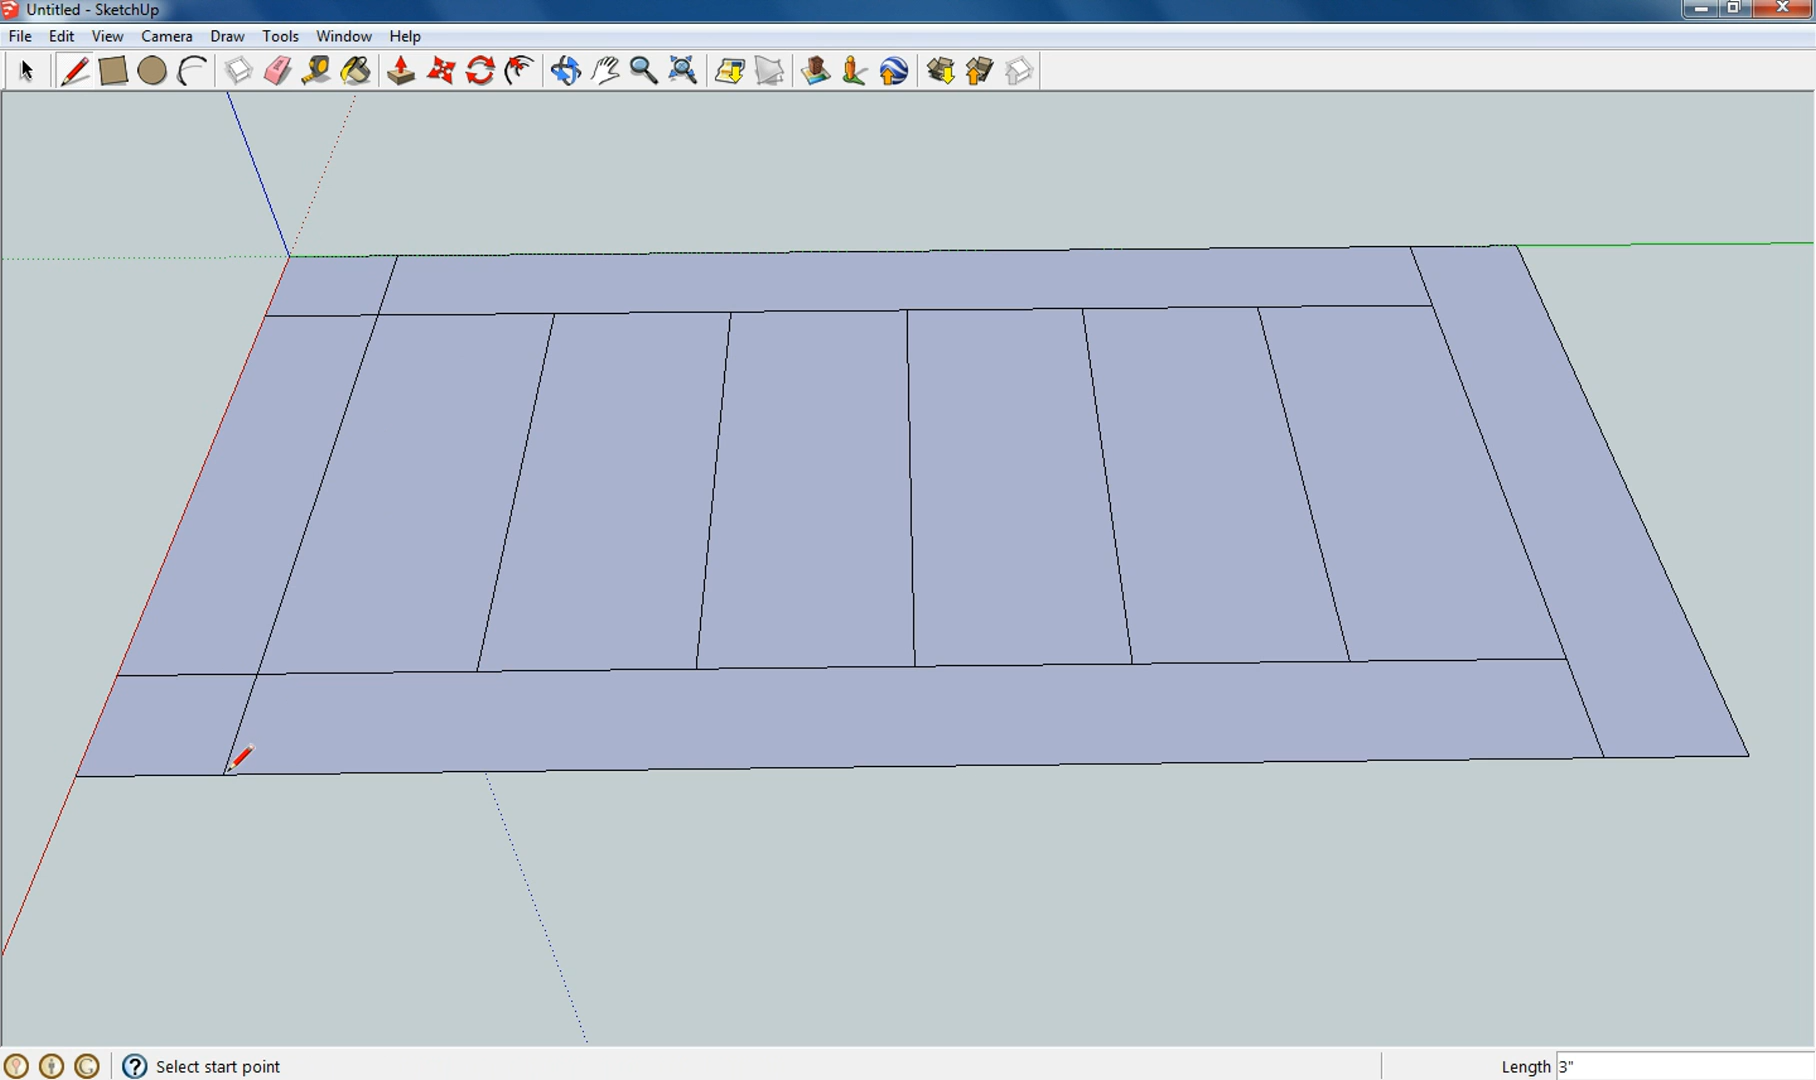 Untitled - SketchUp
File Edit View Camera Draw Tools Window Help
Select start point
Length 3"